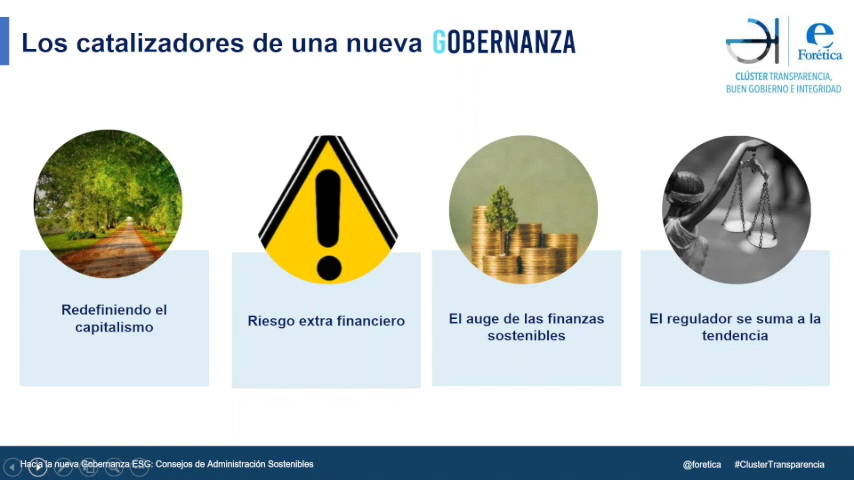 Los catalizadores de una nueva GOBERNANZA
e
Forética
CLÚSTER TRANSPARENCIA,
BUEN GOBIERNO E INTEGRIDAD
Redefiniendo el
capitalismo
Riesgo extra financiero
El auge de las finanzas
sostenibles
El regulador se suma a la
tendencia
Hacia la nueva Gobernanza ESG: Consejos de Administración Sostenibles
@foretica
#ClusterTransparencia